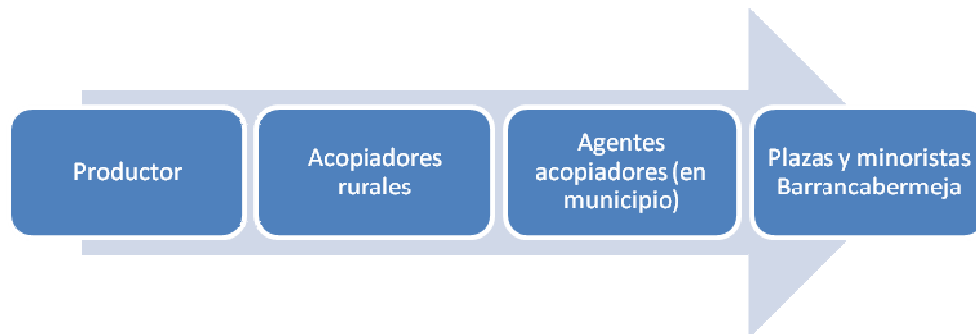 Productor
Acopiadores
rurales
Agentes
acopiadores (en
municipio)
Plazas y minoristas
Barrancabermeja